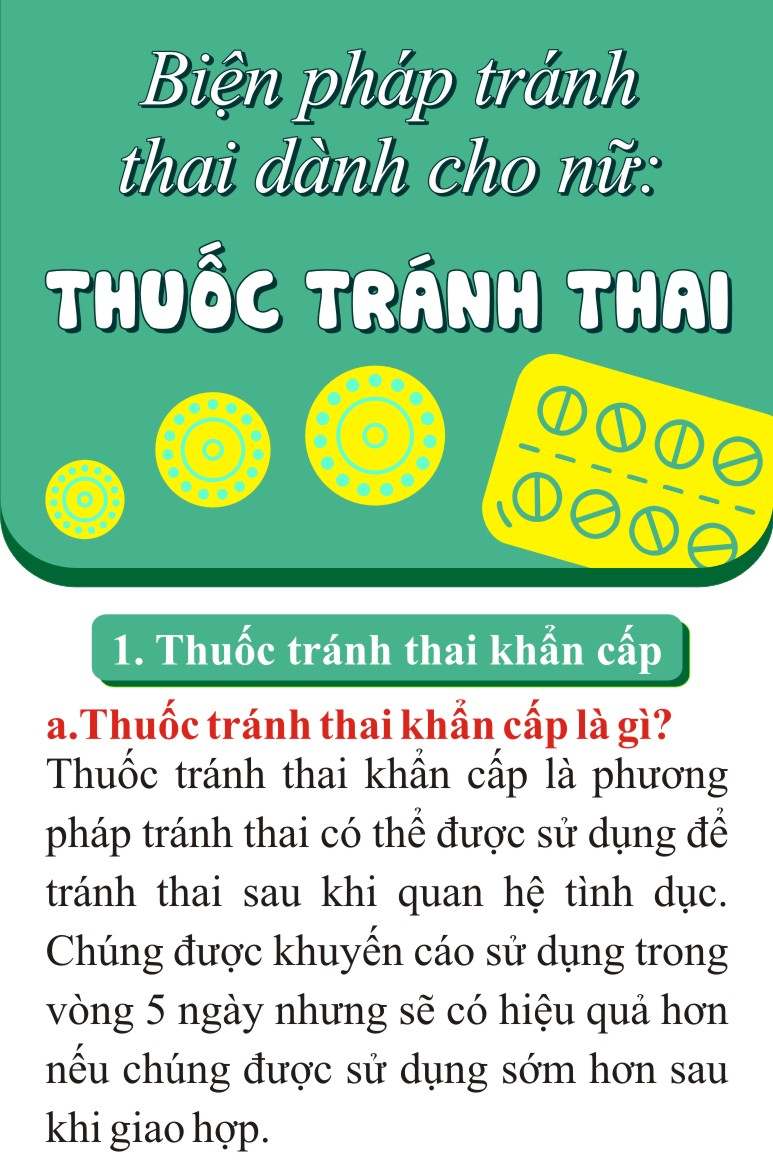 Biện pháp tránh
thai dành cho nữ:
THUỐC TRÁNH THAI
1. Thuốc tránh thai khẩn cấp
a.Thuốc tránh thai khẩn cấp là gì?
Thuốc tránh thai khẩn cấp là phương
pháp tránh thai có thể được sử dụng để
tránh thai sau khi quan hệ tình dục.
Chúng được khuyến cáo sử dụng trong
vòng 5 ngày nhưng sẽ có hiệu quả hơn
nếu chúng được sử dụng sớm hơn sau
khi giao hợp.